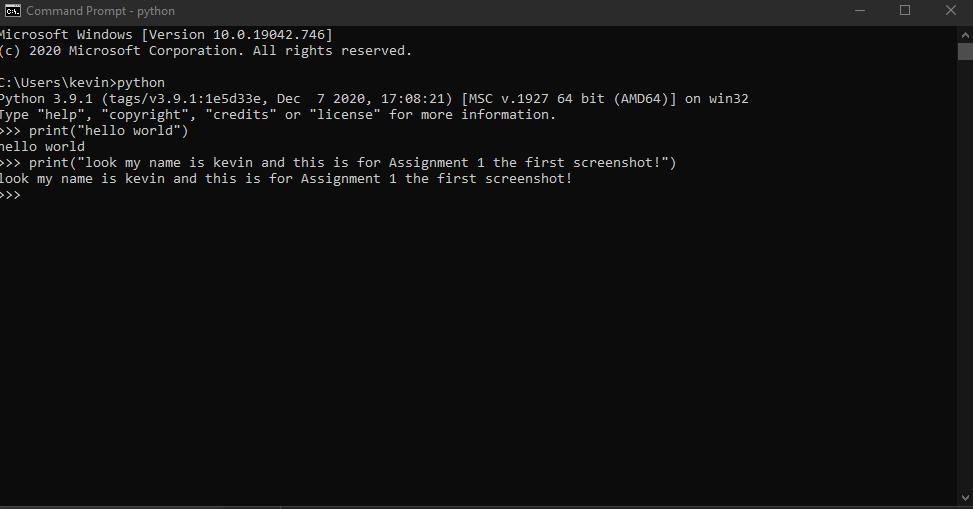 Command Prompt - python
Microsoft Windows [Version 10.0.19042.746]
(c) 2020 Microsoft Corporation. All rights reserved.
C:\Users\kevin>python
Python 3.9.1 (tags/v3.9.1:1e5d33e, Dec  7 2020, 17:08:21) [MSC v.1927 64 bit (AMD64)] on win32
Type "help", "copyright", "credits" or "license" for more information.
>>> print("hello world")
hello world
>>> print("look my name is kevin and this is for Assignment 1 the first screenshot!")
look my name is kevin and this is for Assignment 1 the first screenshot!
>>>